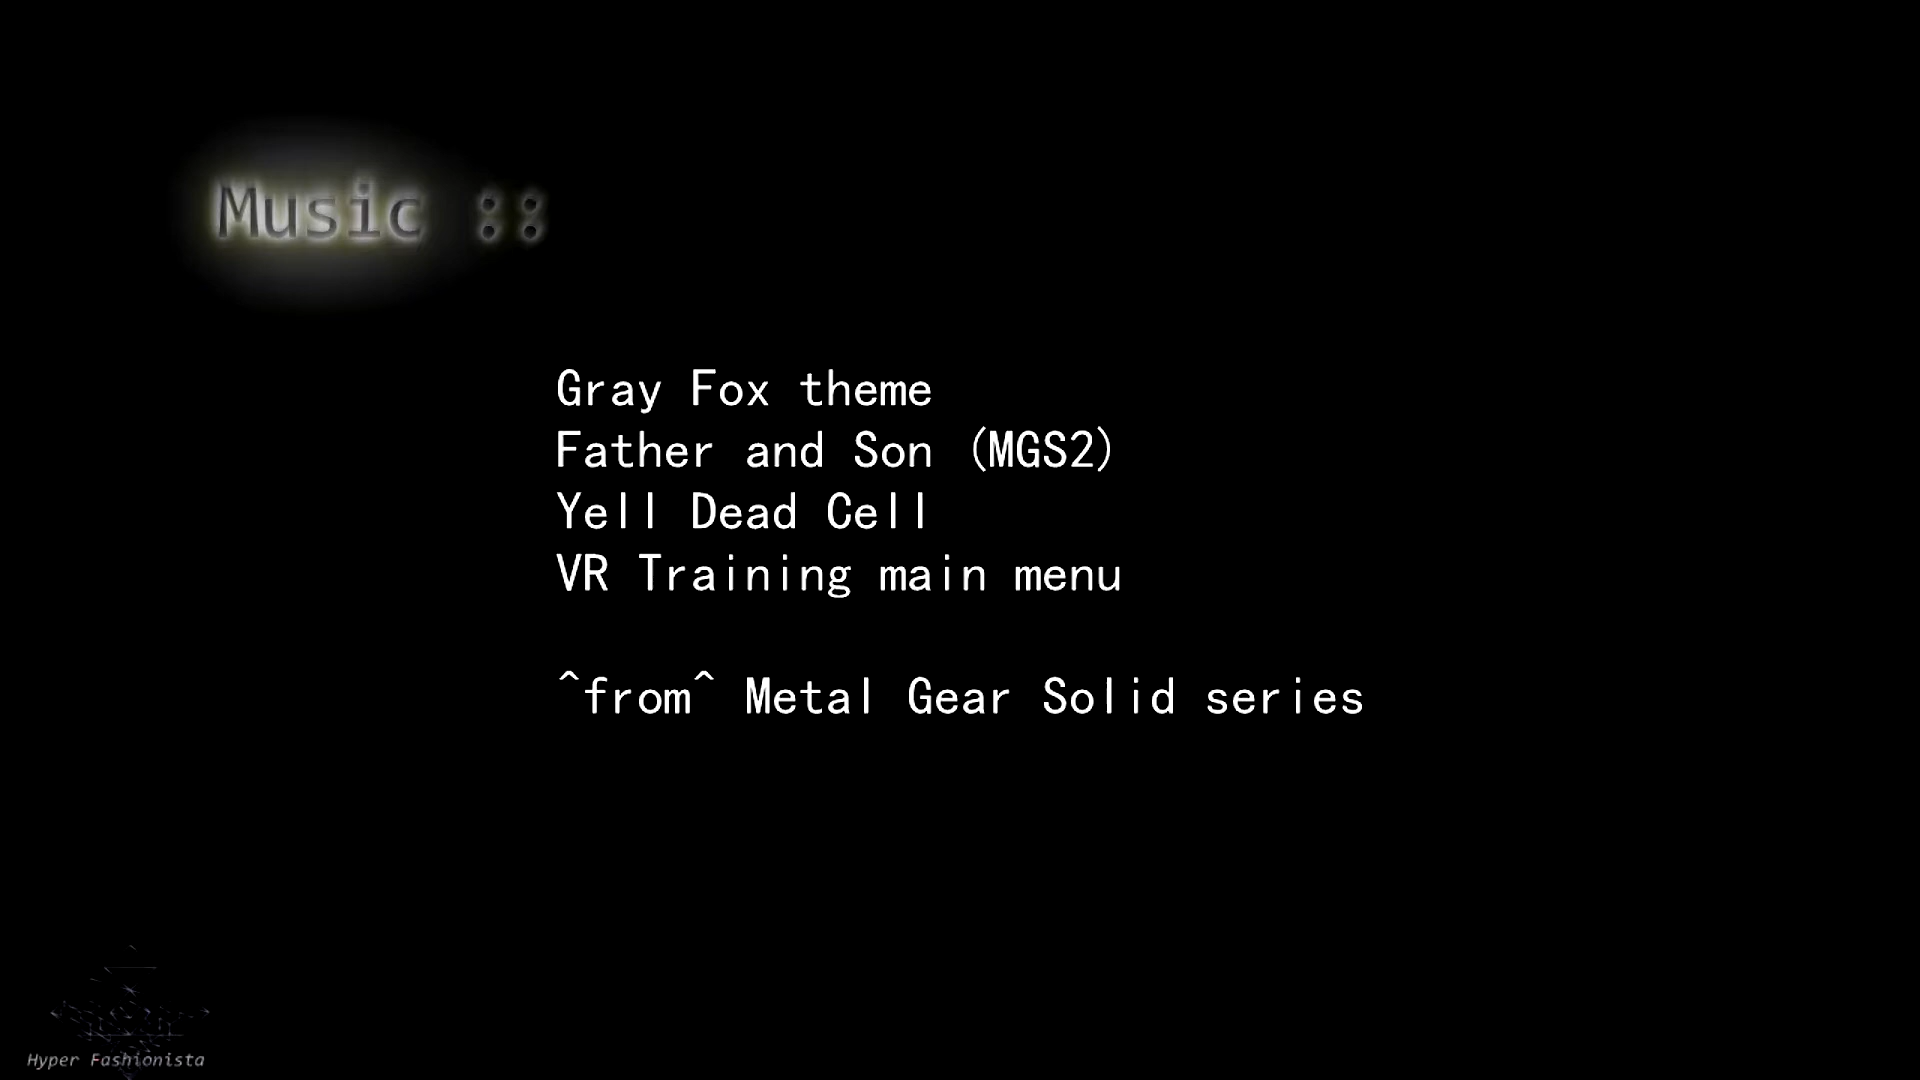 Music ::
Gray Fox theme
Father and Son (MGS2)
Yell Dead Cell
VR Training main menu
^from^ Metal Gear Solid series
Hyper Fashionista